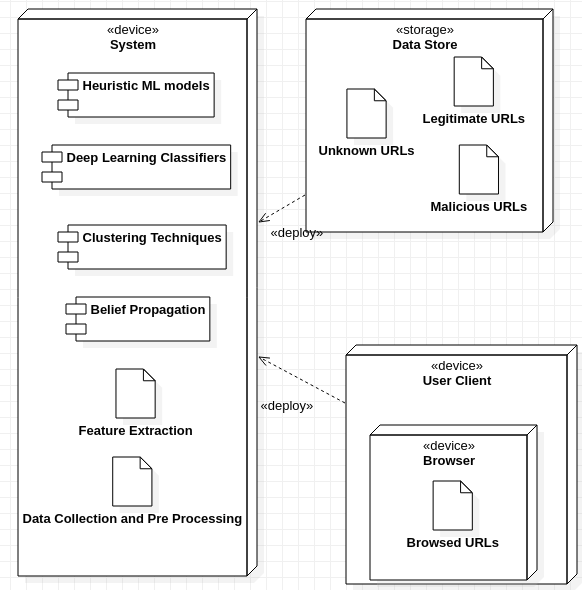 «device»
System
Heuristic ML models
Deep Learning Classifiers
Clustering Techniques
Belief Propagation
Feature Extraction
Data Collection and Pre Processing
«storage»
Data Store
Legitimate URLs
Unknown URLs
Malicious URLs
«deploy»
«device»
User Client
«deploy»
«device»
Browser
Browsed URLs